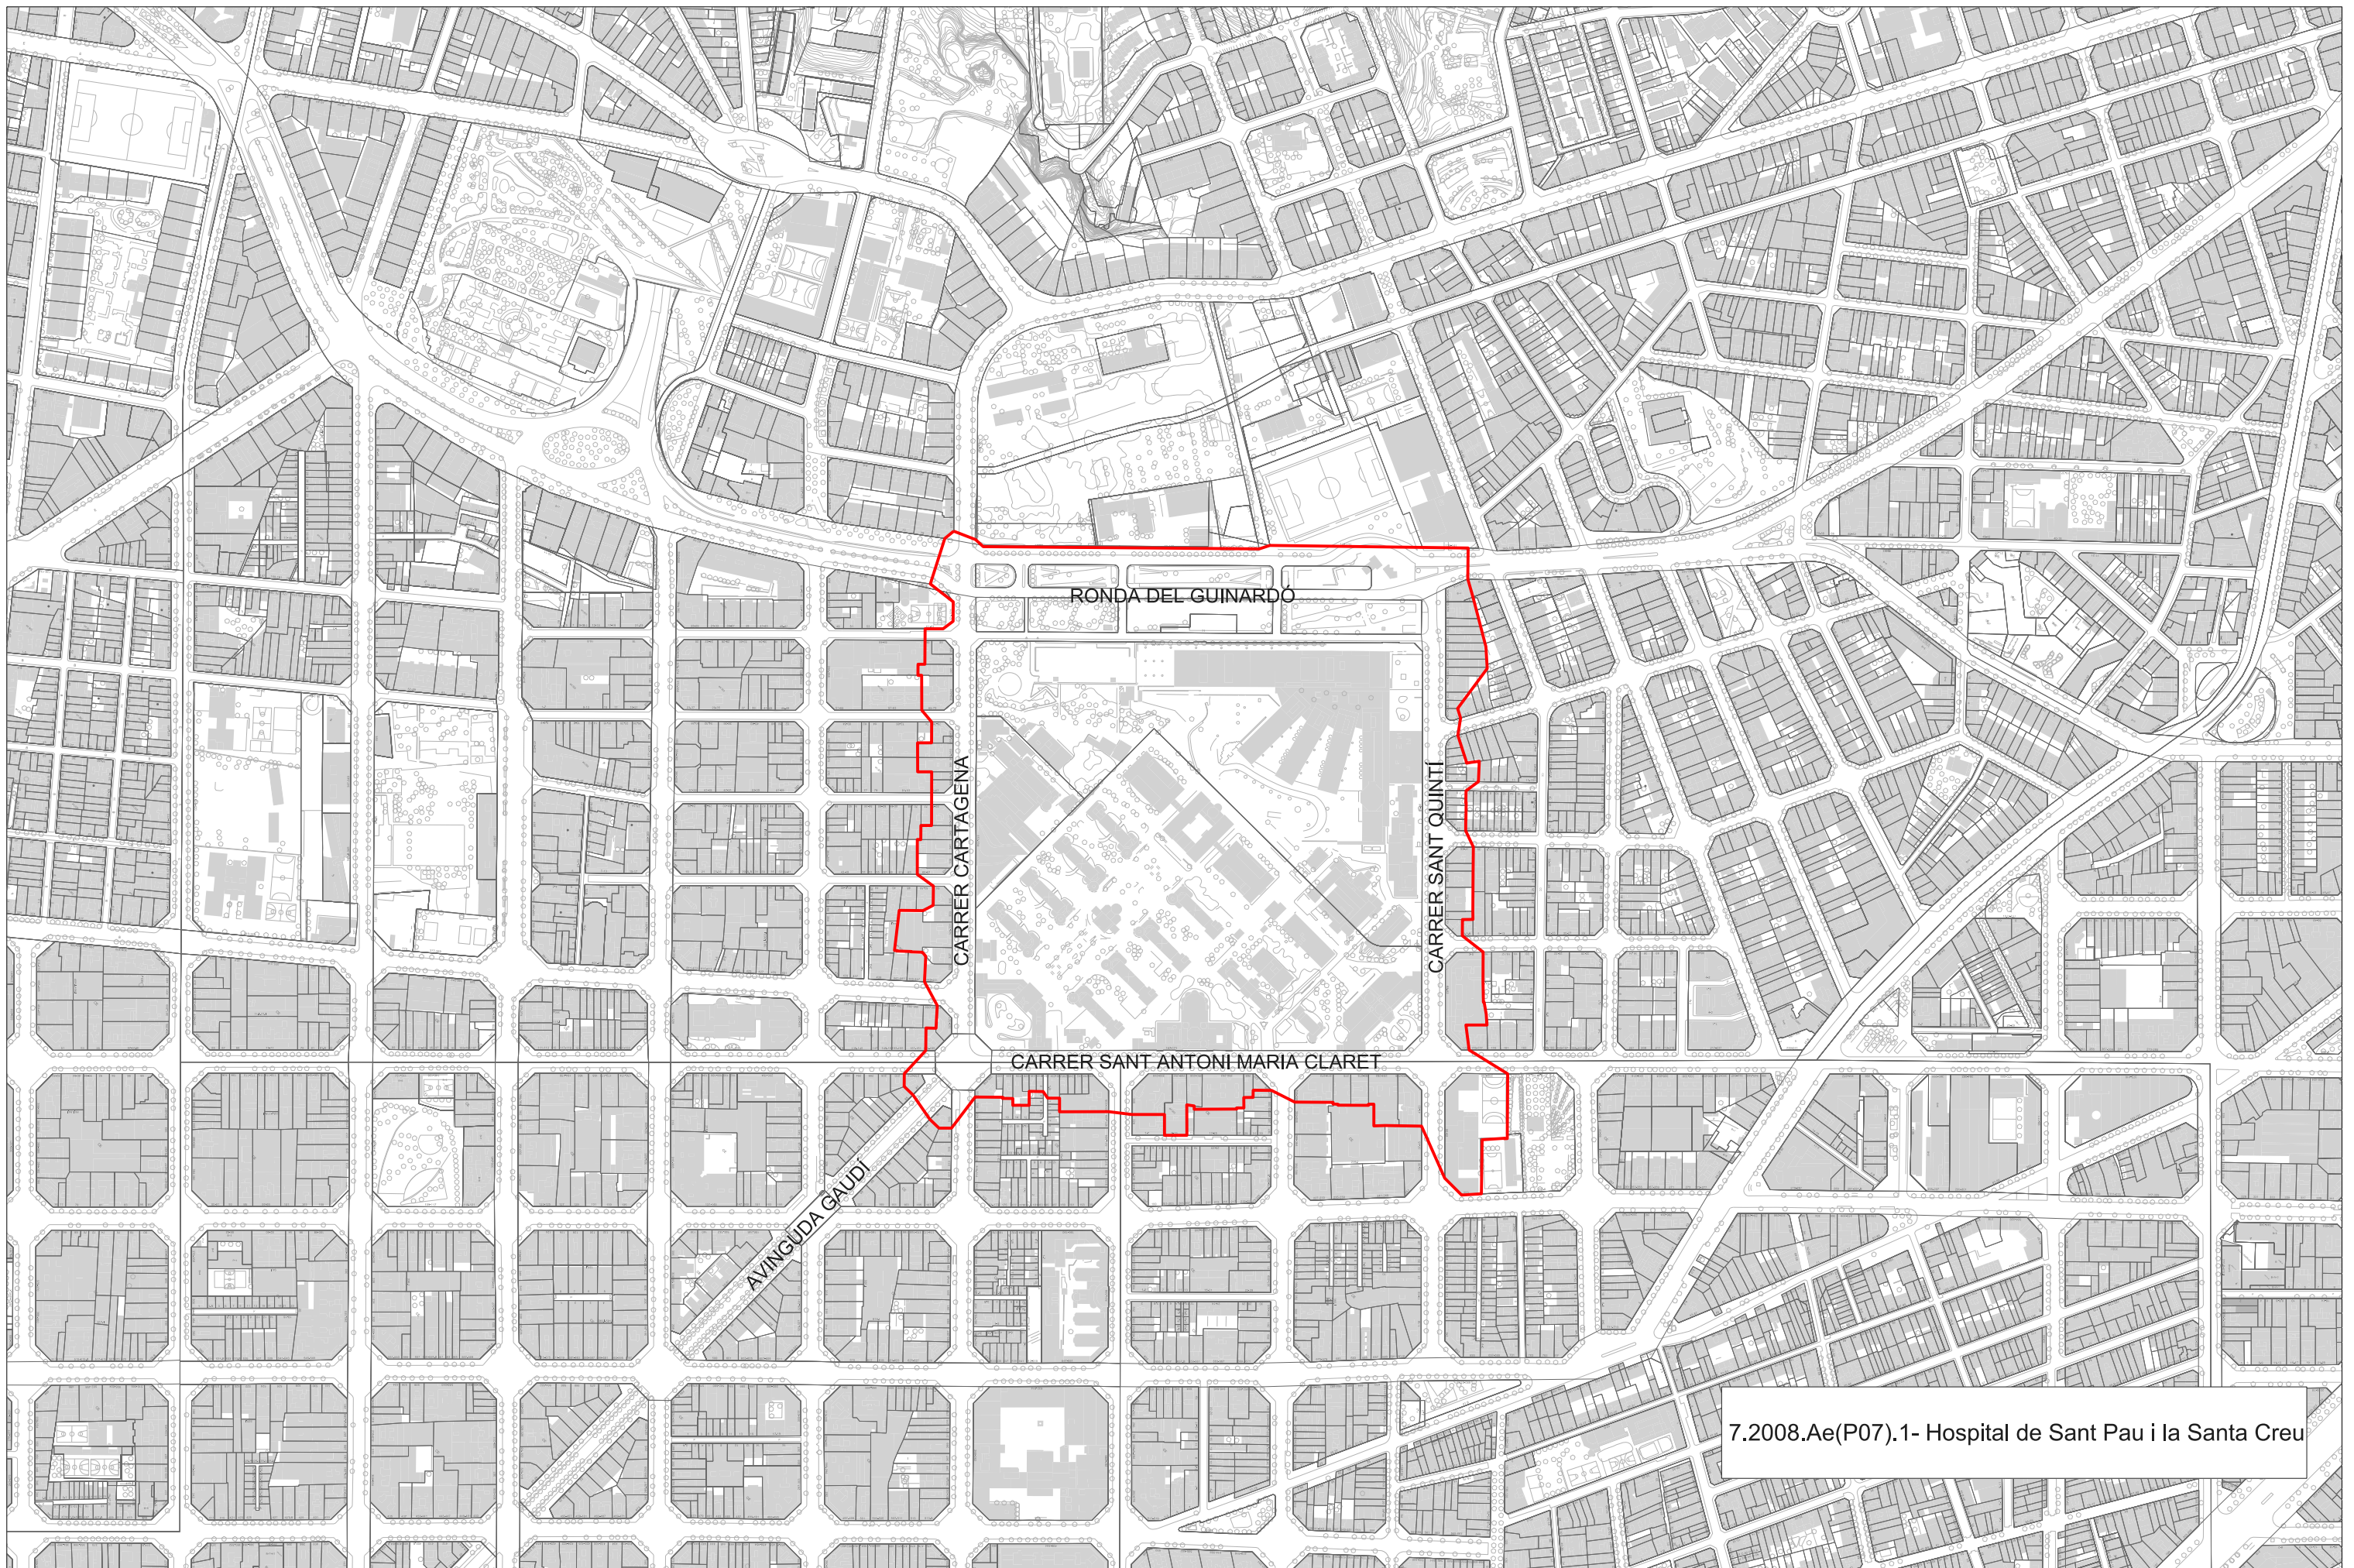 RONDA DEL GUINARDÓ
CARRER CARTAGENA
CARRER SANT QUINTÍ
CARRER SANT ANTONI MARIA CLARET
AVINGUDA GAUDÍ
7.2008.Ae(P07).1- Hospital de Sant Pau i la Santa Creu